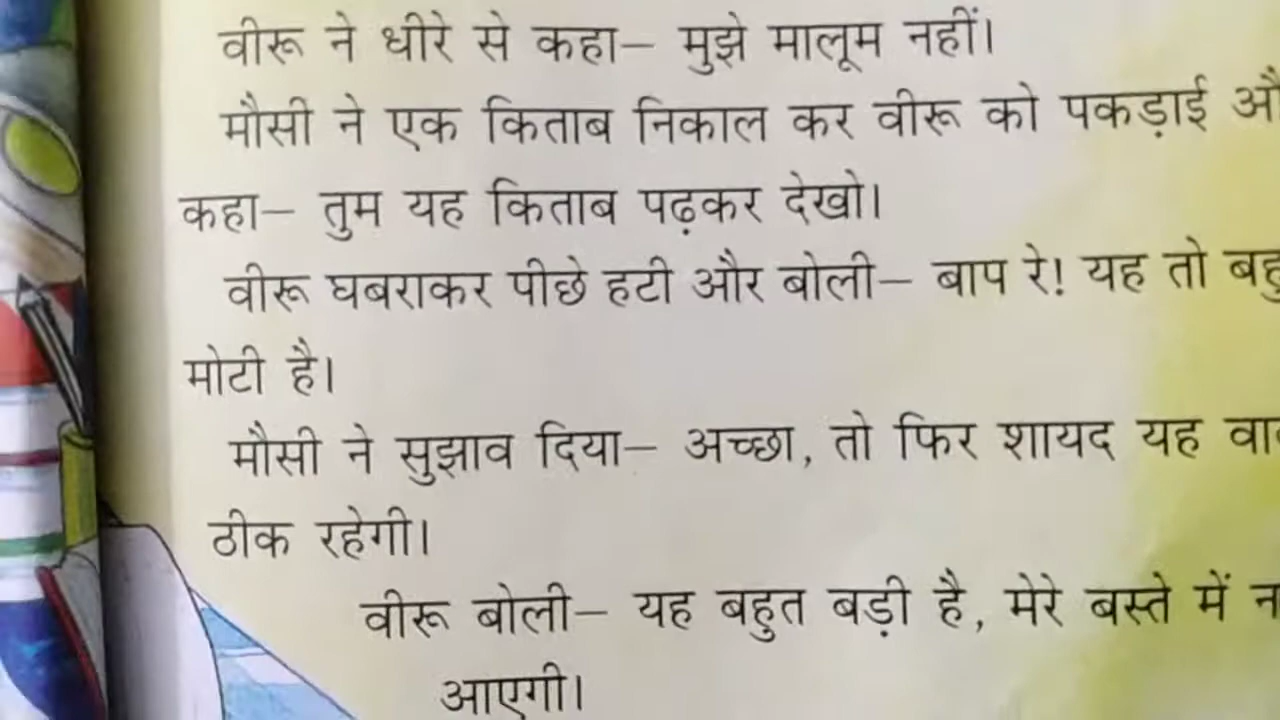 वीरू ने धीरे से कहा– मुझे मालूम नहीं।
मौसी ने एक किताब निकाल कर वीरू को पकड़ाई
कहा– तुम यह किताब पढ़कर देखो।
वीरू घबराकर पीछे हटी और बोली– बाप रे! यह तो
मोटी है।
मौसी ने सुझाव दिया– अच्छा, तो फिर शायद यह
ठीक रहेगी।
वीरू बोली– यह बहुत बड़ी है, मेरे बस्ते में
आएगी।